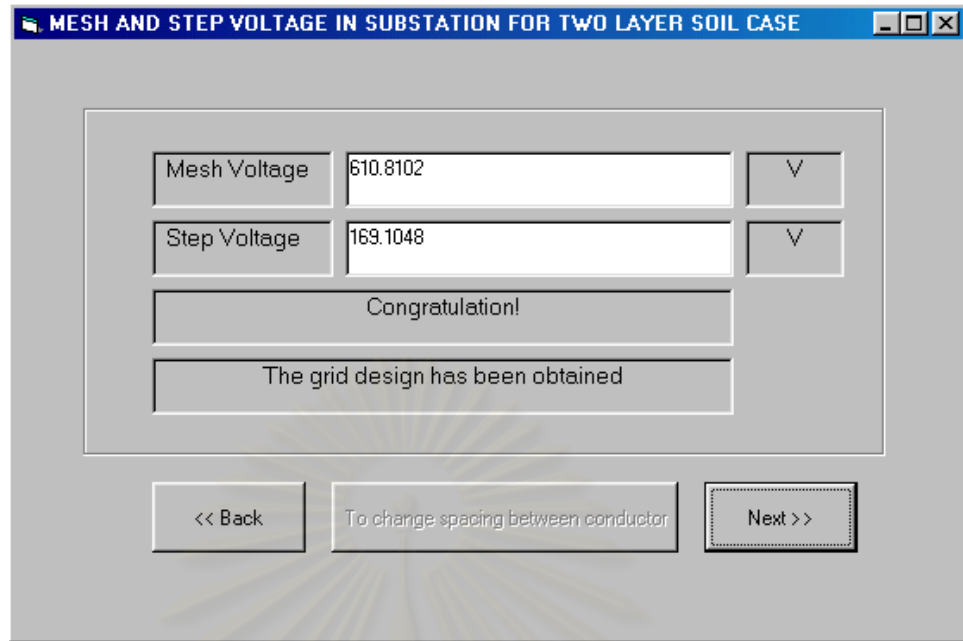 MESH AND STEP VOLTAGE IN SUBSTATION FOR TWO LAYER SOIL CASE
Mesh Voltage 610.8102 V
Step Voltage 169.1048 V
Congratulation!
The grid design has been obtained
<< Back To change spacing between conductor Next >>